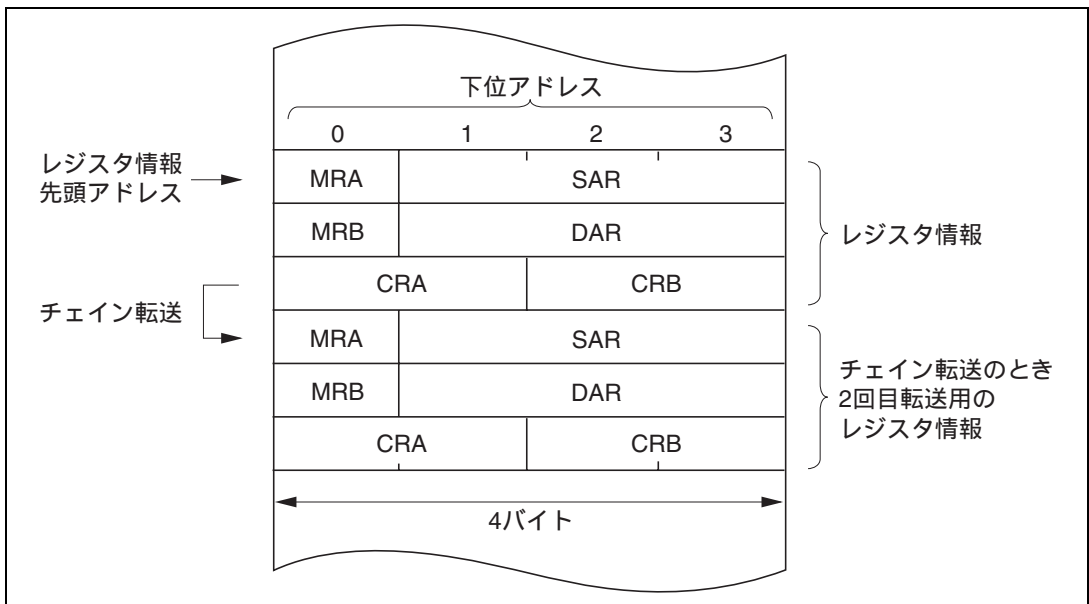 下位アドレス
0 1 2 3
レジスタ情報
先頭アドレス
MRA SAR
MRB DAR
レジスタ情報
CRA CRB
チェイン転送
MRA SAR
MRB DAR
チェイン転送のとき
2回目転送用の
レジスタ情報
CRA CRB
4バイト